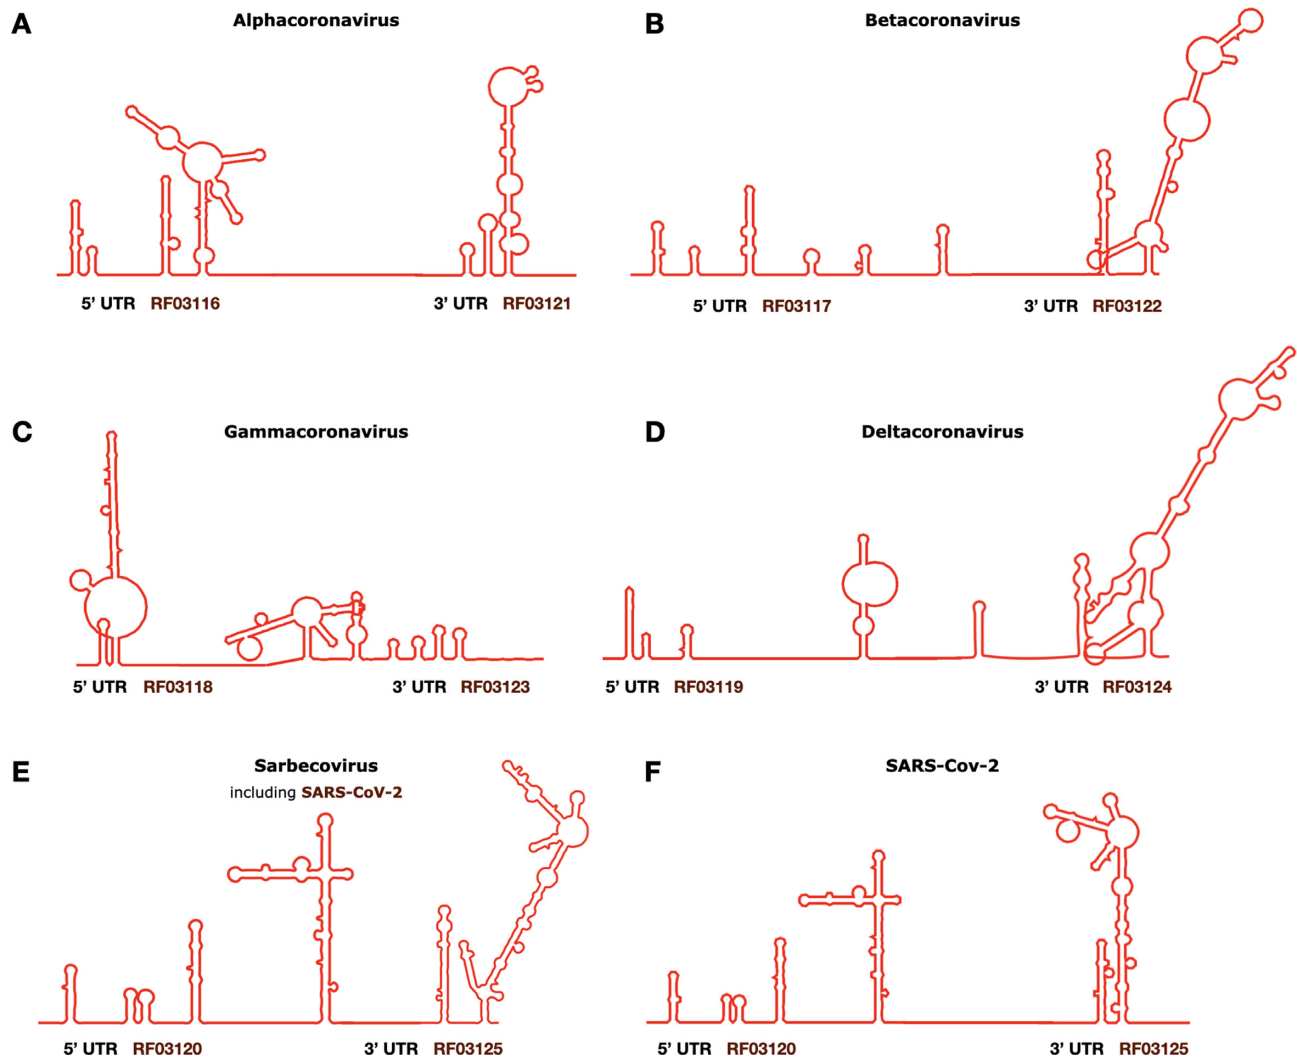 A Alphacoronavirus
B Betacoronavirus
5’ UTR RF03116 3’ UTR RF03121
5’ UTR RF03117 3’ UTR RF03122
C Gammacoronavirus
D Deltacoronavirus
5’ UTR RF03118 3’ UTR RF03123
5’ UTR RF03119 3’ UTR RF03124
E Sarbecovirus
including SARS-CoV-2
F SARS-Cov-2
5’ UTR RF03120 3’ UTR RF03125
5’ UTR RF03120 3’ UTR RF03125